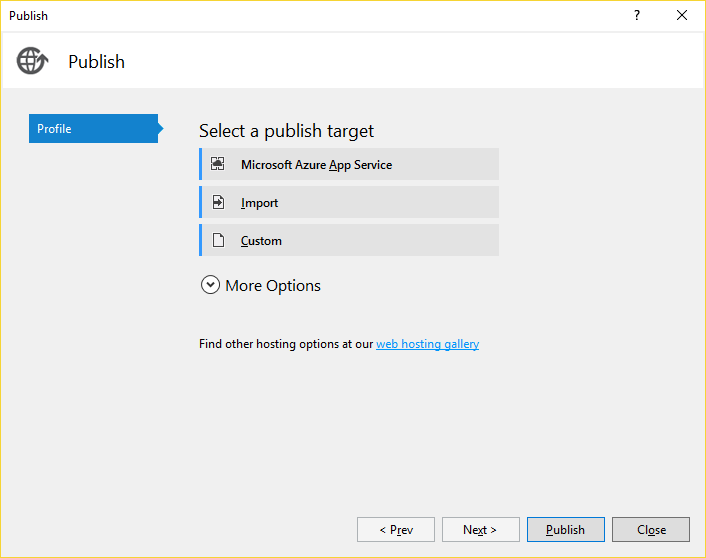 Publish
?
Publish
Profile
Select a publish target
Microsoft Azure App Service
Import
Custom
More Options
Find other hosting options at our web hosting gallery
< Prev
Next >
Publish
Close